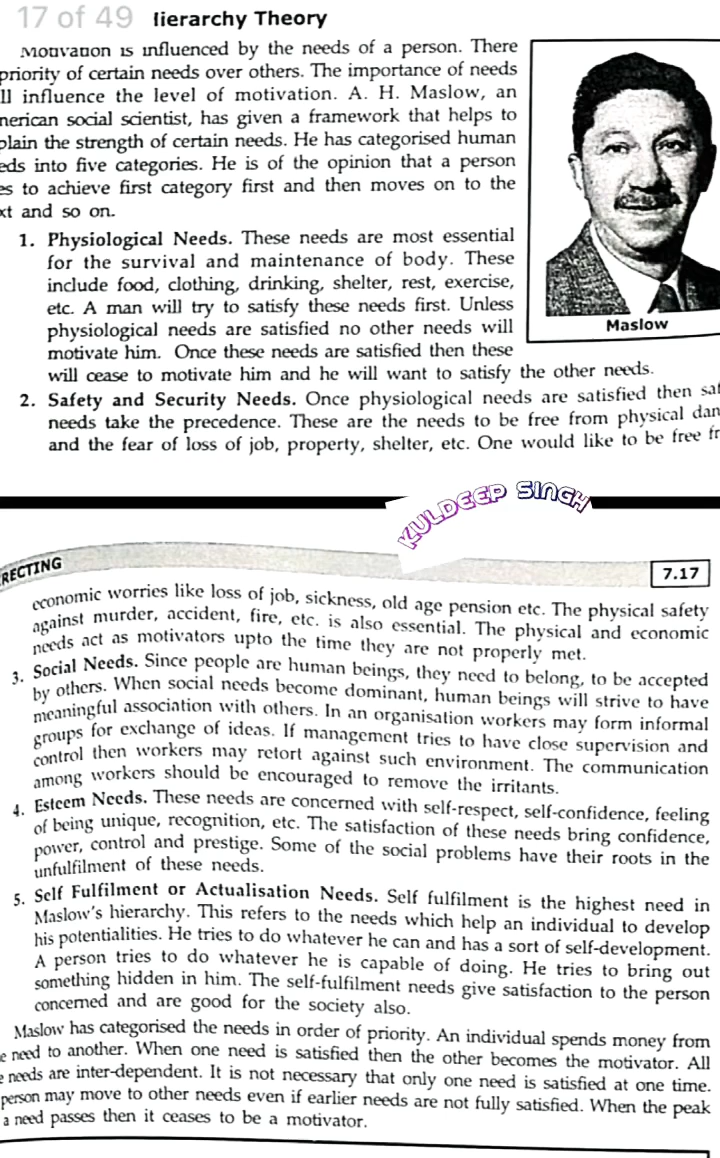 17 of 49
Hierarchy Theory
Motivation is influenced by the needs of a person. There
priority of certain needs over others. The importance of needs
ll influence the level of motivation. A. H. Maslow, an
nerican social scientist, has given a framework that helps to
plain the strength of certain needs. He has categorised human
eds into five categories. He is of the opinion that a person
es to achieve first category first and then moves on to the
xt and so on.
Maslow
1. Physiological Needs. These needs are most essential
for the survival and maintenance of body. These
include food, clothing, drinking, shelter, rest, exercise,
etc. A man will try to satisfy these needs first. Unless
physiological needs are satisfied no other needs will
motivate him. Once these needs are satisfied then these
will cease to motivate him and he will want to satisfy the other needs.
2. Safety and Security Needs. Once physiological needs are satisfied then saf
needs take the precedence. These are the needs to be free from physical dan
and the fear of loss of job, property, shelter, etc. One would like to be free fr
KULDEEP SINGH
RECTING
7.17
economic worries like loss of job, sickness, old age pension etc. The physical safety
against murder, accident, fire, etc. is also essential. The physical and economic
needs act as motivators upto the time they are not properly met.
3. Social Needs. Since people are human beings, they need to belong, to be accepted
by others. When social needs become dominant, human beings will strive to have
meaningful association with others. In an organisation workers may form informal
groups for exchange of ideas. If management tries to have close supervision and
control then workers may retort against such environment. The communication
among workers should be encouraged to remove the irritants.
4. Esteem Needs. These needs are concerned with self-respect, self-confidence, feeling
of being unique, recognition, etc. The satisfaction of these needs bring confidence,
power, control and prestige. Some of the social problems have their roots in the
unfulfilment of these needs.
5. Self Fulfilment or Actualisation Needs. Self fulfilment is the highest need in
Maslow's hierarchy. This refers to the needs which help an individual to develop
his potentialities. He tries to do whatever he can and has a sort of self-development.
A person tries to do whatever he is capable of doing. He tries to bring out
something hidden in him. The self-fulfilment needs give satisfaction to the person
concerned and are good for the society also.
Maslow has categorised the needs in order of priority. An individual spends money from
e need to another. When one need is satisfied then the other becomes the motivator. All
e needs are inter-dependent. It is not necessary that only one need is satisfied at one time.
person may move to other needs even if earlier needs are not fully satisfied. When the peak
a need passes then it ceases to be a motivator.